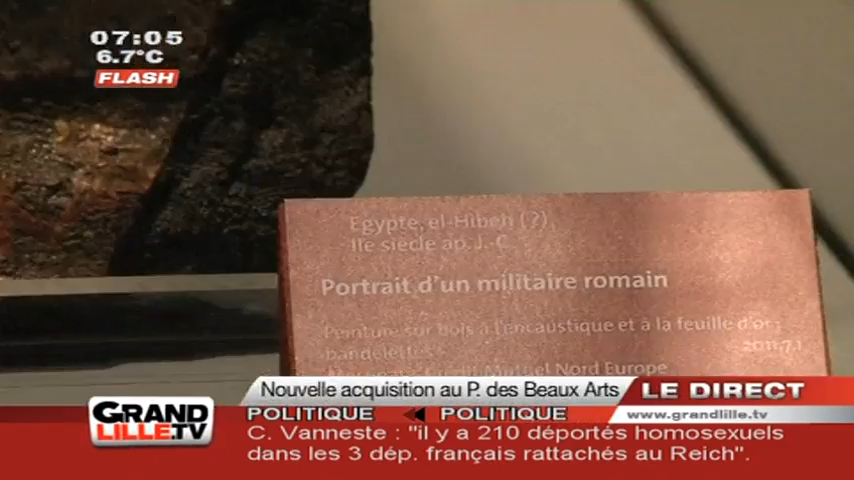 07:05
6.7°C
FLASH
Egypte, el-Hibeh (?)
IIe siècle ap. J.-C.
Portrait d'un militaire romain
Peinture sur bois à l'encaustique et à la feuille d'or,
bandelettes
2011.7.1
Crédit Mutuel Nord Europe
Nouvelle acquisition au P. des Beaux Arts
LE DIRECT
GRAND LILLE.TV
POLITIQUE
POLITIQUE
www.grandlille.tv
C. Vanneste : "il y a 210 déportés homosexuels
dans les 3 dép. français rattachés au Reich".